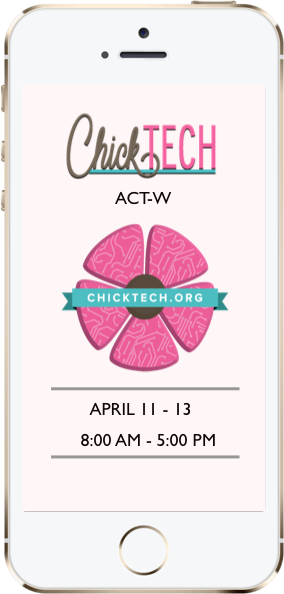 ChickTECH
ACT-W
CHICKTECH.ORG
APRIL 11 - 13
8:00 AM - 5:00 PM